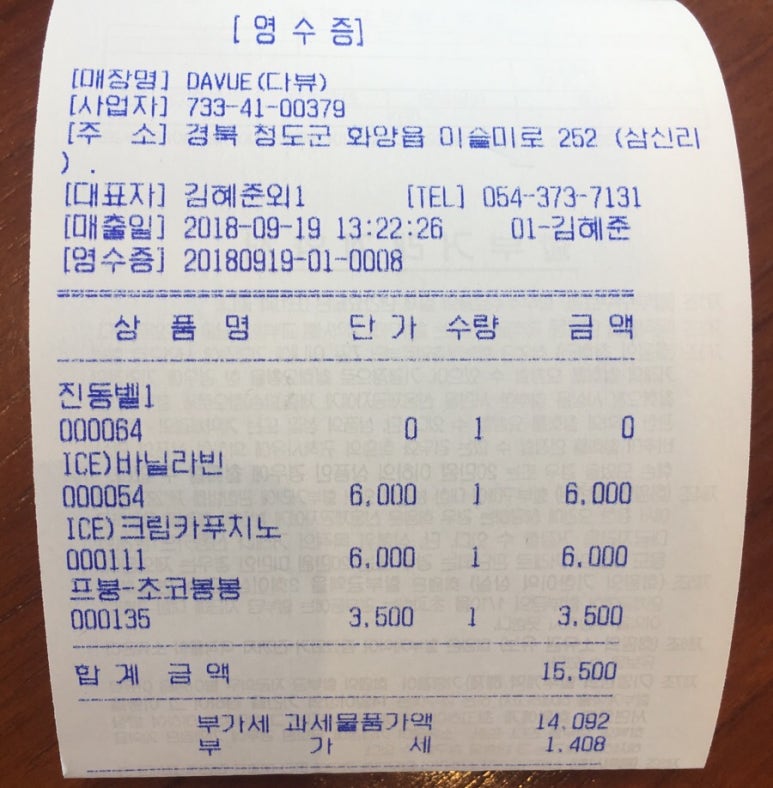 [영수증]
[매장명] DAVUE(다뷰)
[사업자] 733-41-00379
[주 소] 경북 청도군 화양읍 이슬미로 252 (삼신리
) .
[대표자] 김혜준외1 [TEL] 054-373-7131
[매출일] 2018-09-19 13:22:26 01-김혜준
[영수증] 20180919-01-0008
상 품 명 단 가 수량 금 액
진동벨1
000064 0 1 0
ICE)바닐라빈
000054 6,000 1 6,000
ICE)크림카푸치노
000111 6,000 1 6,000
프붕-초코붕붕
000135 3,500 1 3,500
합 계 금 액 15,500
부가세 과세물품가액 14,092
부 가 세 1,408